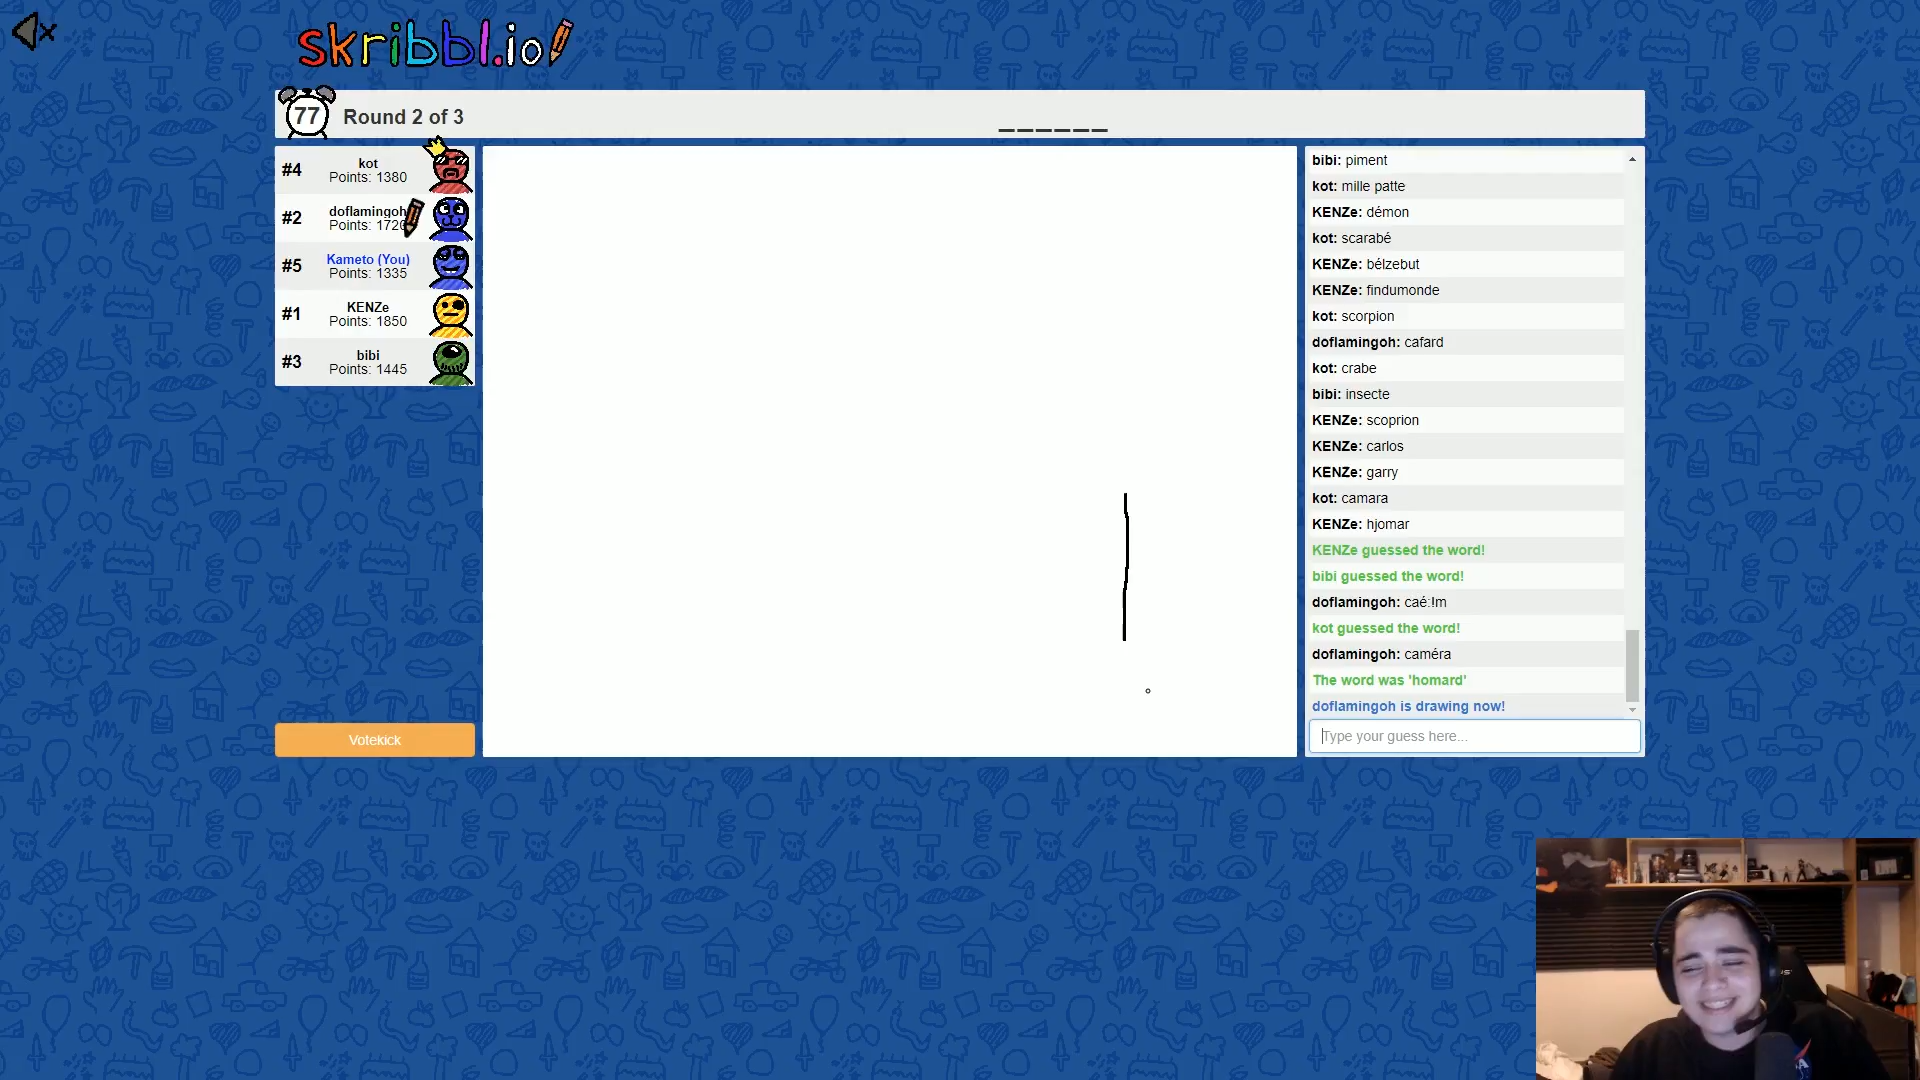 skribbl.io
77
Round 2 of 3
______
#4
kot
Points: 1380
#2
doflamingoh
Points: 1720
#5
Kameto (You)
Points: 1335
#1
KENZe
Points: 1850
#3
bibi
Points: 1445
Votekick
bibi: piment
kot: mille patte
KENZe: démon
kot: scarabé
KENZe: bélzebut
KENZe: findumonde
kot: scorpion
doflamingoh: cafard
kot: crabe
bibi: insecte
KENZe: scoprion
KENZe: carlos
KENZe: garry
kot: camara
KENZe: hjomar
KENZe guessed the word!
bibi guessed the word!
doflamingoh: caé:!m
kot guessed the word!
doflamingoh: caméra
The word was 'homard'
doflamingoh is drawing now!
Type your guess here...